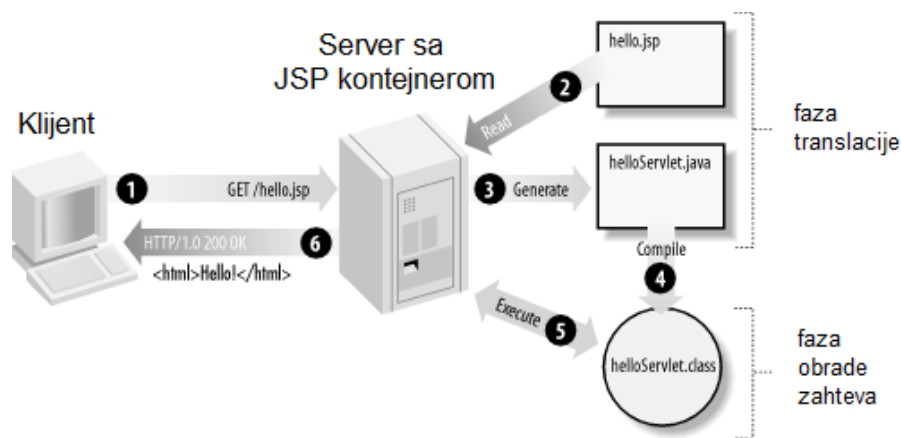 Server sa
JSP kontejnerom
Klijent
hello.jsp
2
Read
faza
translacije
1
GET /hello.jsp
3
Generate
helloServlet.java
HTTP/1.0 200 OK
6
<html>Hello!</html>
Compile
4
Execute
5
helloServlet.class
faza
obrade
zahteva